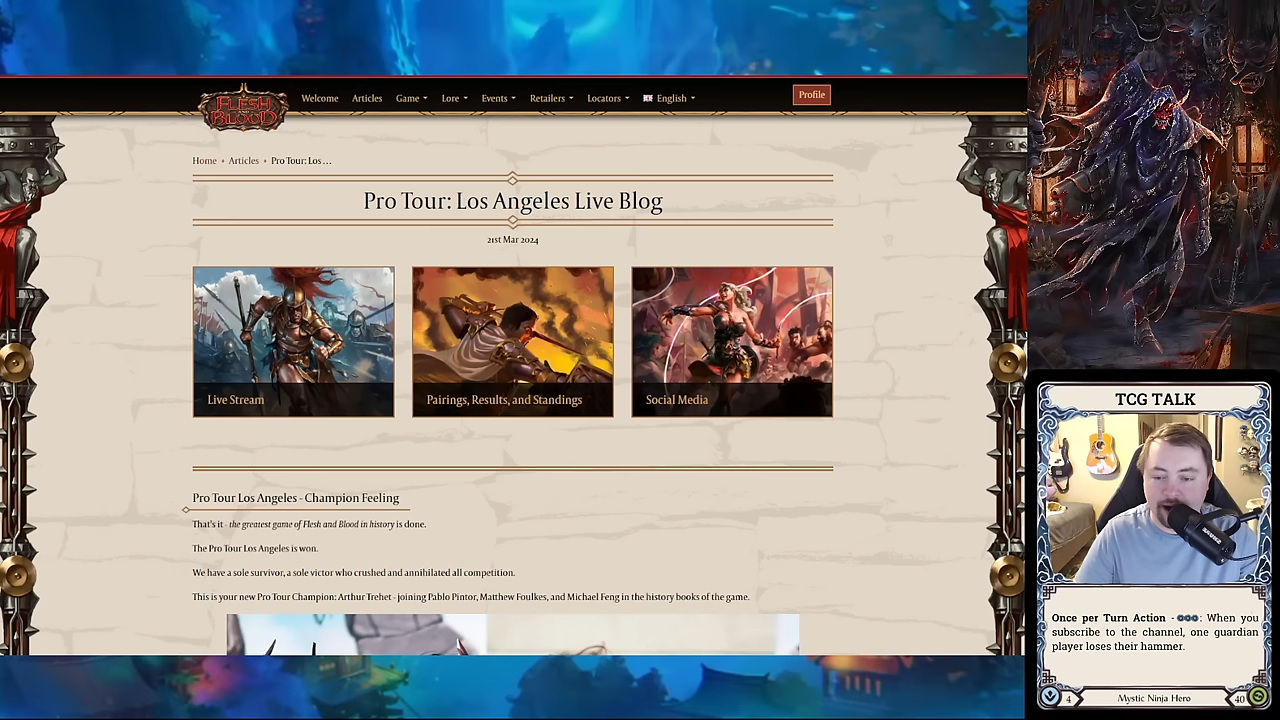 FLESH
AND
BLOOD
Welcome
Articles
Game
Lore
Events
Retailers
Locators
English
Profile
Home • Articles • Pro Tour: Los ...
Pro Tour: Los Angeles Live Blog
21st Mar 2024
Live Stream
Pairings, Results, and Standings
Social Media
Pro Tour Los Angeles - Champion Feeling
That's it - the greatest game of Flesh and Blood in history is done.
The Pro Tour Los Angeles is won.
We have a sole survivor, a sole victor who crushed and annihilated all competition.
This is your new Pro Tour Champion: Arthur Trehet - joining Pablo Pintor, Matthew Foulkes, and Michael Feng in the history books of the game.
TCG TALK
Once per Turn Action - : When you
subscribe to the channel, one guardian
player loses their hammer.
4
Mystic Ninja Hero
40